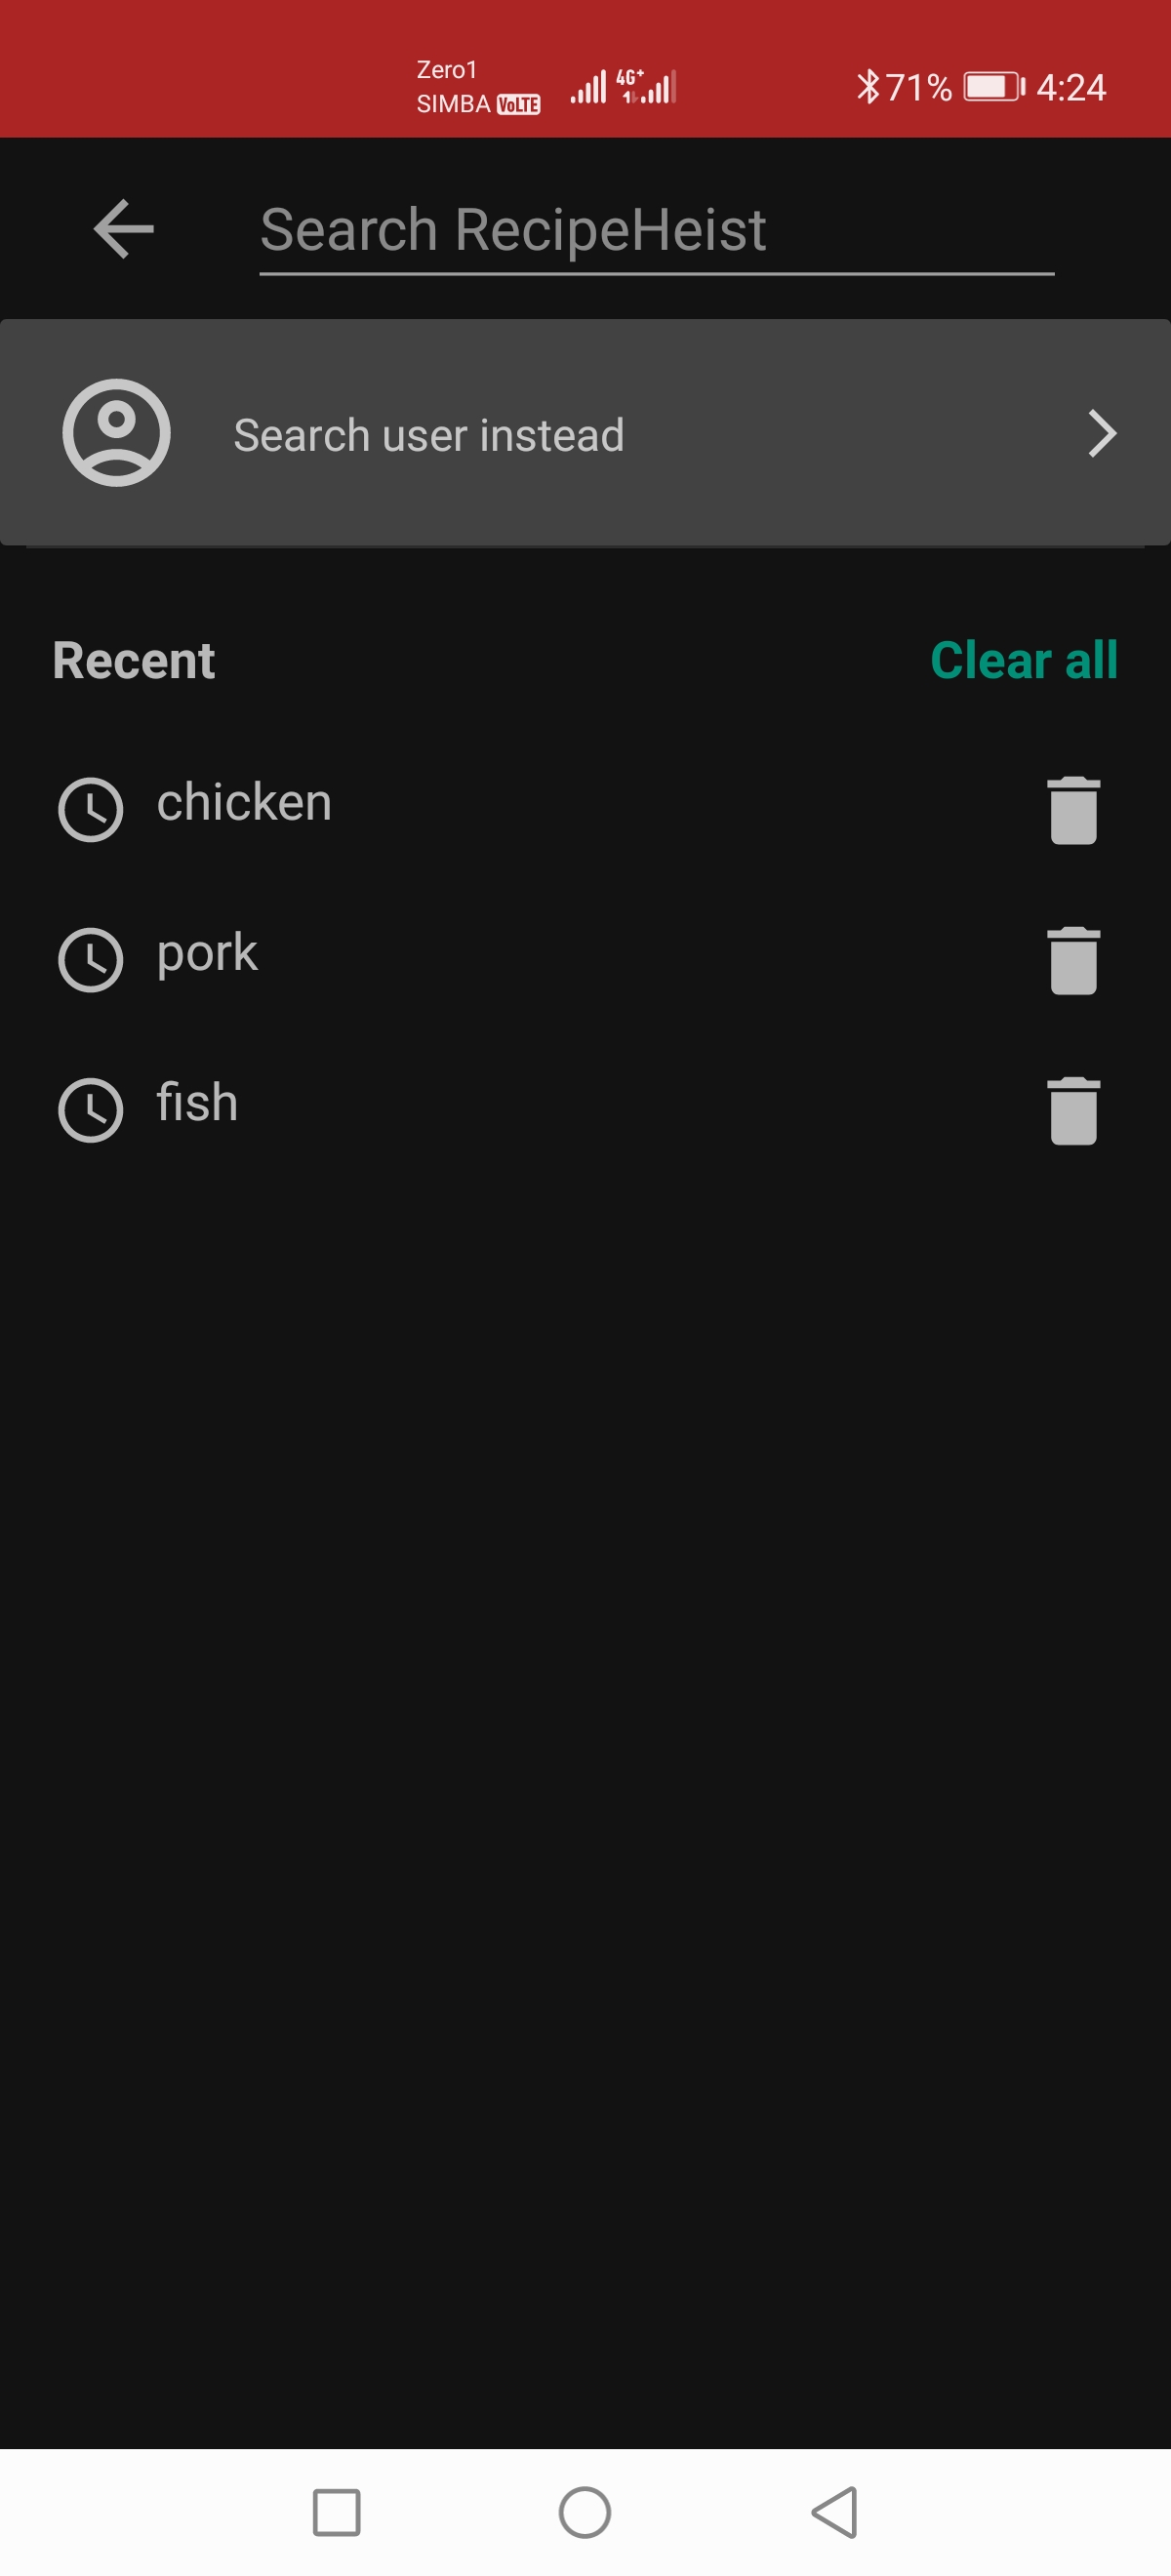 Zero1
SIMBA VoLTE
4G+
71% 4:24
Search RecipeHeist
Search user instead
Recent
Clear all
chicken
pork
fish